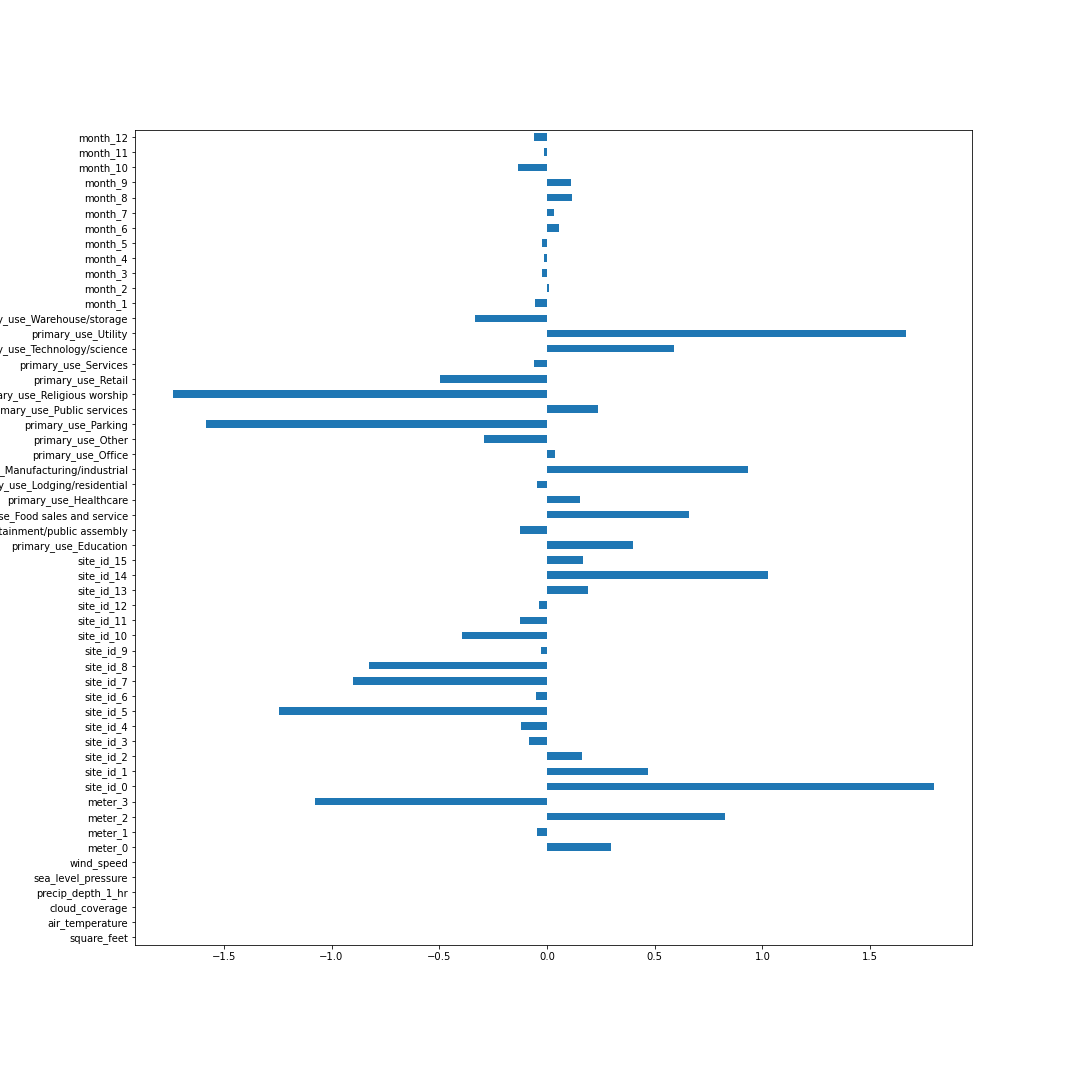 month_12
month_11
month_10
month_9
month_8
month_7
month_6
month_5
month_4
month_3
month_2
month_1
y_use_Warehouse/storage
primary_use_Utility
y_use_Technology/science
primary_use_Services
primary_use_Retail
ary_use_Religious worship
mary_use_Public services
primary_use_Parking
primary_use_Other
primary_use_Office
_Manufacturing/industrial
y_use_Lodging/residential
primary_use_Healthcare
se_Food sales and service
tainment/public assembly
primary_use_Education
site_id_15
site_id_14
site_id_13
site_id_12
site_id_11
site_id_10
site_id_9
site_id_8
site_id_7
site_id_6
site_id_5
site_id_4
site_id_3
site_id_2
site_id_1
site_id_0
meter_3
meter_2
meter_1
meter_0
wind_speed
sea_level_pressure
precip_depth_1_hr
cloud_coverage
air_temperature
square_feet
−1.5 −1.0 −0.5 0.0 0.5 1.0 1.5